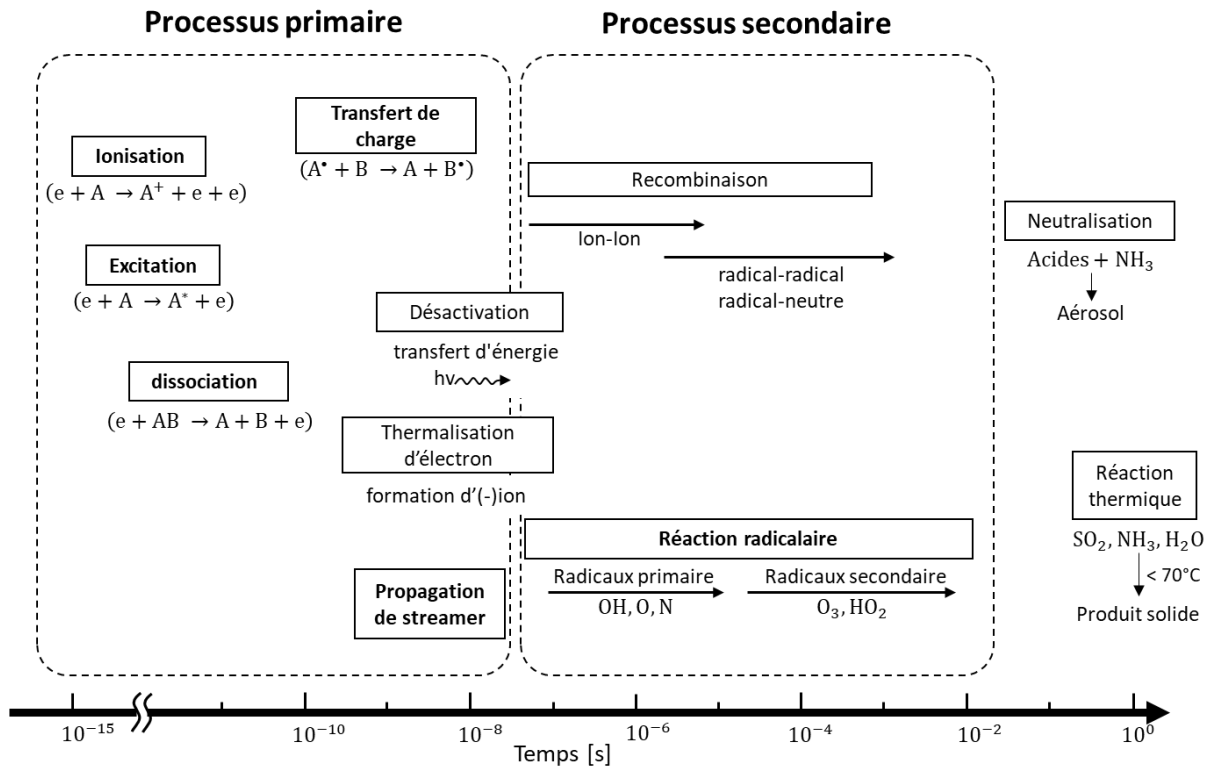 Processus primaire
Processus secondaire
Ionisation
(e + A → A⁺ + e + e)
Transfert de
charge
(A• + B → A + B•)
Excitation
(e + A → A* + e)
dissociation
(e + AB → A + B + e)
Désactivation
transfert d'énergie
hν
Thermalisation
d’électron
formation d’(-)ion
Propagation
de streamer
Recombinaison
Ion-Ion
radical-radical
radical-neutre
Réaction radicalaire
Radicaux primaire
OH, O, N
Radicaux secondaire
O₃, HO₂
Neutralisation
Acides + NH₃
Aérosol
Réaction
thermique
SO₂, NH₃, H₂O
< 70°C
Produit solide
10⁻¹⁵
10⁻¹⁰
10⁻⁸
10⁻⁶
10⁻⁴
10⁻²
10⁰
Temps [s]